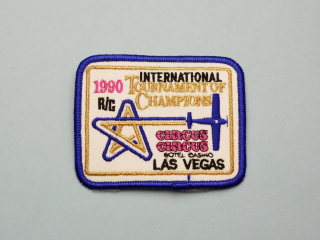 INTERNATIONAL
1990 TOURNAMENT OF
R/C CHAMPIONS
CIRCUS
CIRCUS
HOTEL CASINO
LAS VEGAS